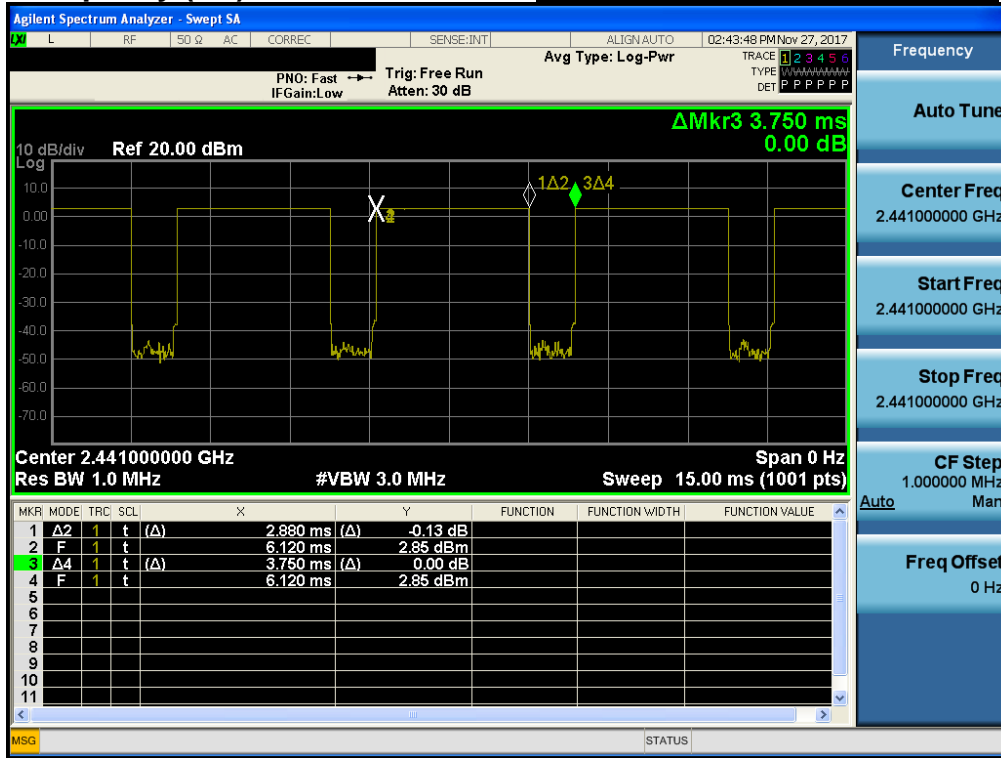 Agilent Spectrum Analyzer - Swept SA
LXI L RF 50 Ω AC CORREC SENSE:INT ALIGN AUTO 02:43:48 PM Nov 27, 2017
Frequency
Avg Type: Log-Pwr TRACE 1 2 3 4 5 6
PNO: Fast Trig: Free Run TYPE WWWWWW
IFGain:Low Atten: 30 dB DET P P P P P P
Auto Tune
ΔMkr3 3.750 ms
10 dB/div Ref 20.00 dBm 0.00 dB
Log
10.0
0.00
-10.0
-20.0
-30.0
-40.0
-50.0
-60.0
-70.0
1Δ2 3Δ4
X
Center Freq
2.441000000 GHz
Start Freq
2.441000000 GHz
Stop Freq
2.441000000 GHz
Center 2.441000000 GHz Span 0 Hz
Res BW 1.0 MHz #VBW 3.0 MHz Sweep 15.00 ms (1001 pts)
CF Step
1.000000 MHz
Auto Man
MKR MODE TRC SCL X Y FUNCTION FUNCTION WIDTH FUNCTION VALUE
1 Δ2 1 t (Δ) 2.880 ms (Δ) -0.13 dB
2 F 1 t 6.120 ms 2.85 dBm
3 Δ4 1 t (Δ) 3.750 ms (Δ) 0.00 dB
4 F 1 t 6.120 ms 2.85 dBm
5
6
7
8
9
10
11
Freq Offset
0 Hz
MSG STATUS